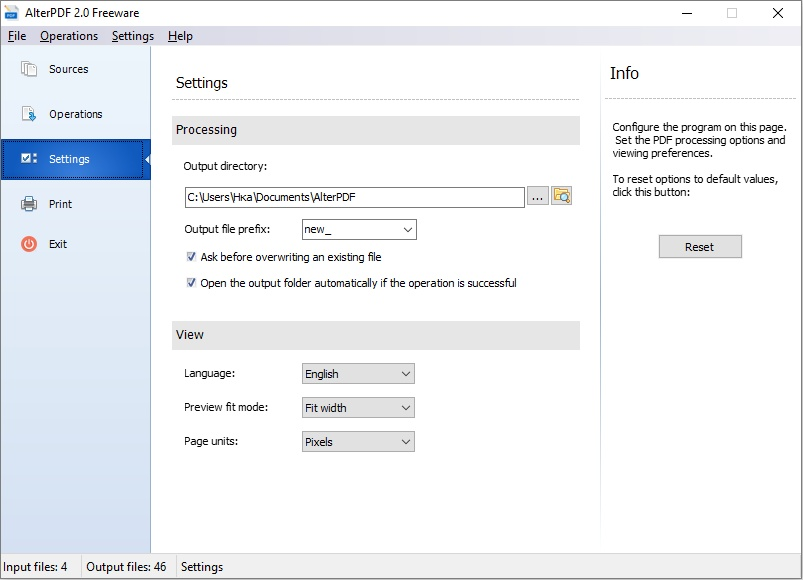 AlterPDF 2.0 Freeware
File Operations Settings Help
Sources
Operations
Settings
Print
Exit
Settings
Processing
Output directory:
C:\Users\Нка\Documents\AlterPDF
...
Output file prefix: new_
Ask before overwriting an existing file
Open the output folder automatically if the operation is successful
View
Language: English
Preview fit mode: Fit width
Page units: Pixels
Info
Configure the program on this page.
Set the PDF processing options and
viewing preferences.
To reset options to default values,
click this button:
Reset
Input files: 4 Output files: 46 Settings